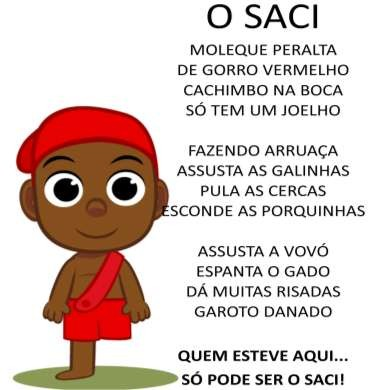 O SACI
MOLEQUE PERALTA
DE GORRO VERMELHO
CACHIMBO NA BOCA
SÓ TEM UM JOELHO
FAZENDO ARRUAÇA
ASSUSTA AS GALINHAS
PULA AS CERCAS
ESCONDE AS PORQUINHAS
ASSUSTA A VOVÓ
ESPANTA O GADO
DÁ MUITAS RISADAS
GAROTO DANADO
QUEM ESTEVE AQUI...
SÓ PODE SER O SACI!